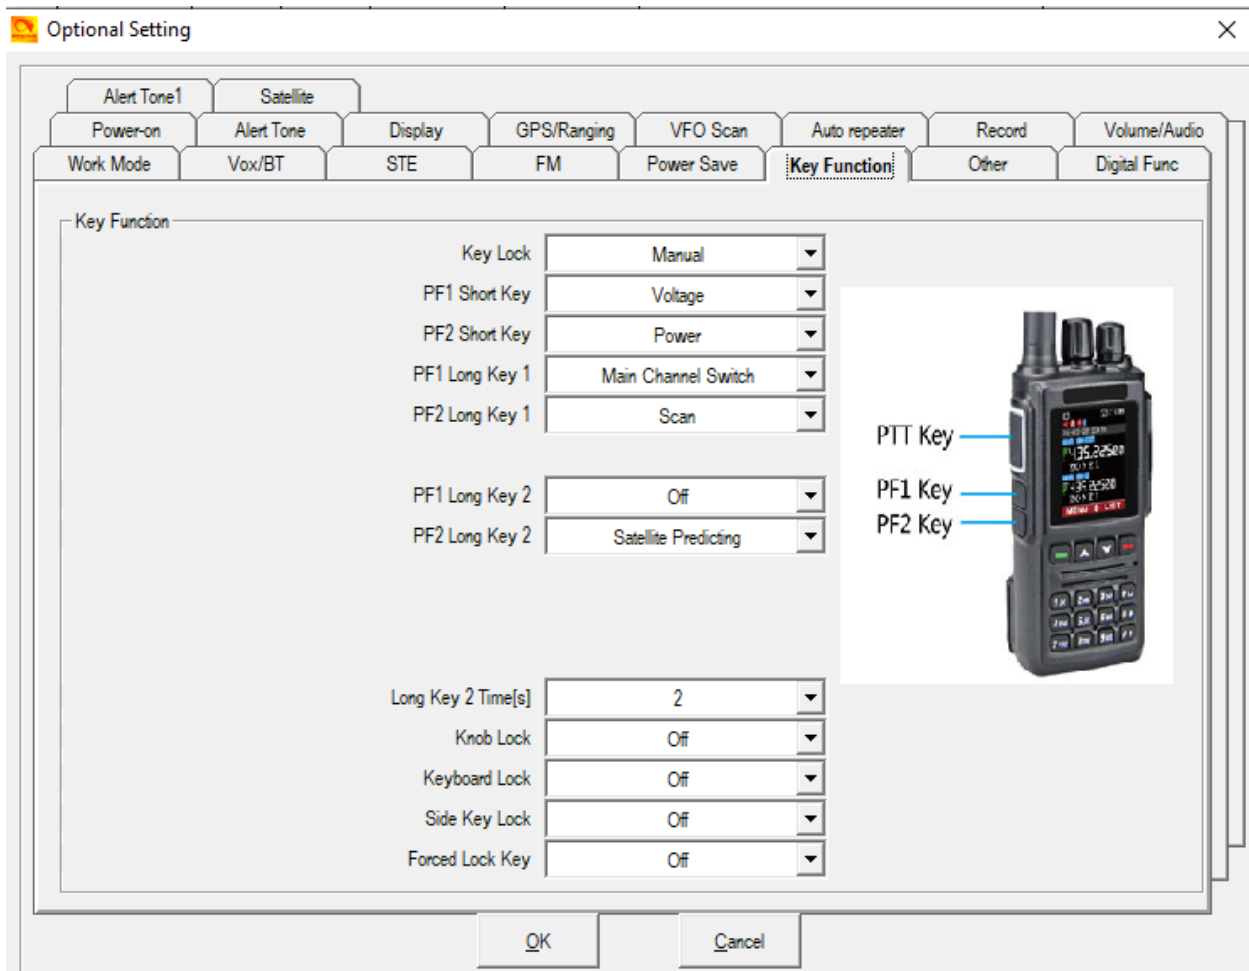 Optional Setting
Alert Tone1 Satellite
Power-on Alert Tone Display GPS/Ranging VFO Scan Auto repeater Record Volume/Audio
Work Mode Vox/BT STE FM Power Save Key Function Other Digital Func
Key Function
Key Lock Manual
PF1 Short Key Voltage
PF2 Short Key Power
PF1 Long Key 1 Main Channel Switch
PF2 Long Key 1 Scan
PTT Key
PF1 Key
PF2 Key
PF1 Long Key 2 Off
PF2 Long Key 2 Satellite Predicting
MENU
LIST
Long Key 2 Time[s] 2
Knob Lock Off
Keyboard Lock Off
Side Key Lock Off
Forced Lock Key Off
OK Cancel